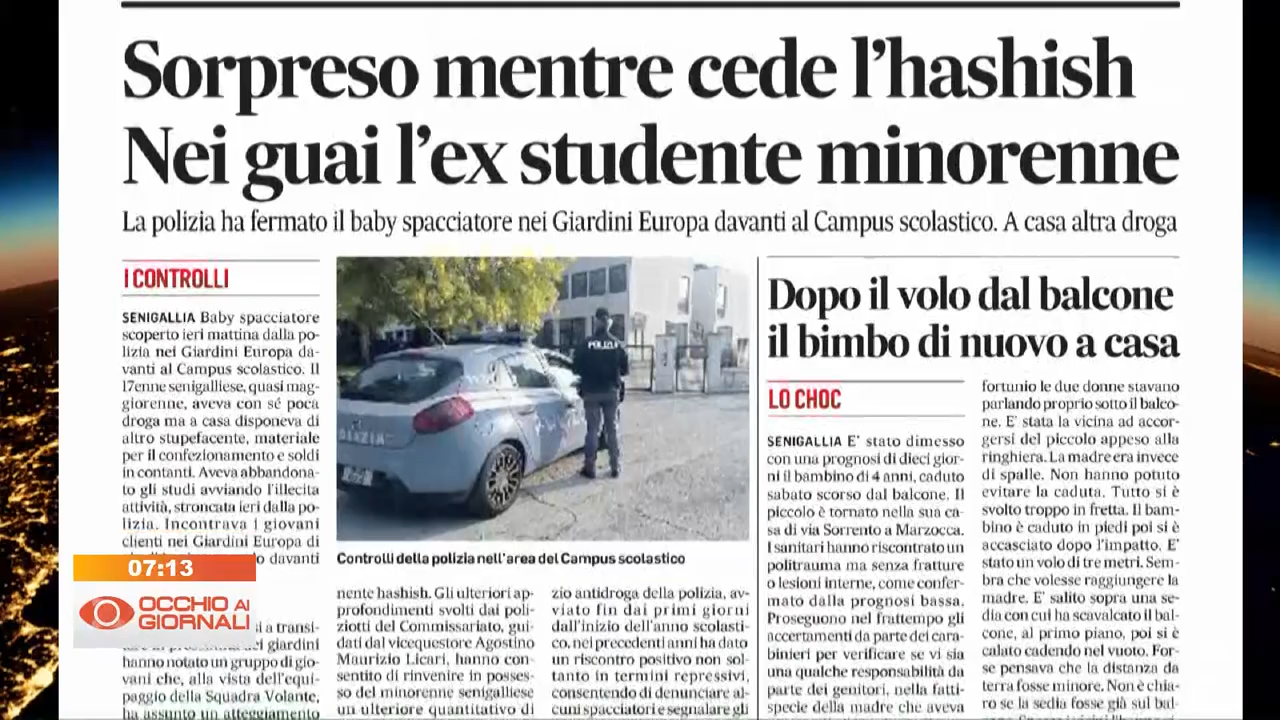 Sorpreso mentre cede l'hashish
Nei guai l'ex studente minorenne
La polizia ha fermato il baby spacciatore nei Giardini Europa davanti al Campus scolastico. A casa altra droga
I CONTROLLI
SENIGALLIA Baby spacciatore
scoperto ieri mattina dalla po-
lizia nei Giardini Europa da-
vanti al Campus scolastico. Il
17enne senigalliese, quasi mag-
giorenne, aveva con sé poca
droga ma a casa disponeva di
altro stupefacente, materiale
per il confezionamento e soldi
in contanti. Aveva abbandona-
to gli studi avviando l'illecita
attività, stroncata ieri dalla po-
lizia. Incontrava i giovani
clienti nei Giardini Europa di
davanti
si a transi-
giardini
hanno notato un gruppo di gio-
vani che, alla vista dell'equi-
paggio della Squadra Volante,
ha assunto un atteggiamento
POLIZIA
Controlli della polizia nell'area del Campus scolastico
nente hashish. Gli ulteriori ap-
profondimenti svolti dai poli-
ziotti del Commissariato, gui-
dati dal vicequestore Agostino
Maurizio Licari, hanno con-
sentito di rinvenire in posses-
so del minorenne senigalliese
un ulteriore quantitativo di
zio antidroga della polizia, av-
viato fin dai primi giorni
dall'inizio dell'anno scolasti-
co, nei precedenti anni ha dato
un riscontro positivo non sol-
tanto in termini repressivi,
consentendo di denunciare al-
cuni spacciatori e segnalare gli
Dopo il volo dal balcone
il bimbo di nuovo a casa
LO CHOC
SENIGALLIA E' stato dimesso
con una prognosi di dieci gior-
ni il bambino di 4 anni, caduto
sabato scorso dal balcone. Il
piccolo è tornato nella sua ca-
sa di via Sorrento a Marzocca.
I sanitari hanno riscontrato un
politrauma ma senza fratture
o lesioni interne, come confer-
mato dalla prognosi bassa.
Proseguono nel frattempo gli
accertamenti da parte dei cara-
binieri per verificare se vi sia
una qualche responsabilità da
parte dei genitori, nella fatti-
specie della madre che aveva
fortunio le due donne stavano
parlando proprio sotto il balco-
ne. E' stata la vicina ad accor-
gersi del piccolo appeso alla
ringhiera. La madre era invece
di spalle. Non hanno potuto
evitare la caduta. Tutto si è
svolto troppo in fretta. Il bam-
bino è caduto in piedi poi si è
accasciato dopo l'impatto. E'
stato un volo di tre metri. Sem-
bra che volesse raggiungere la
madre. E' salito sopra una se-
dia con cui ha scavalcato il bal-
cone, al primo piano, poi si è
calato cadendo nel vuoto. For-
se pensava che la distanza da
terra fosse minore. Non è chia-
ro se la sedia fosse già sul bal-
07:13
OCCHIO AI
GIORNALI